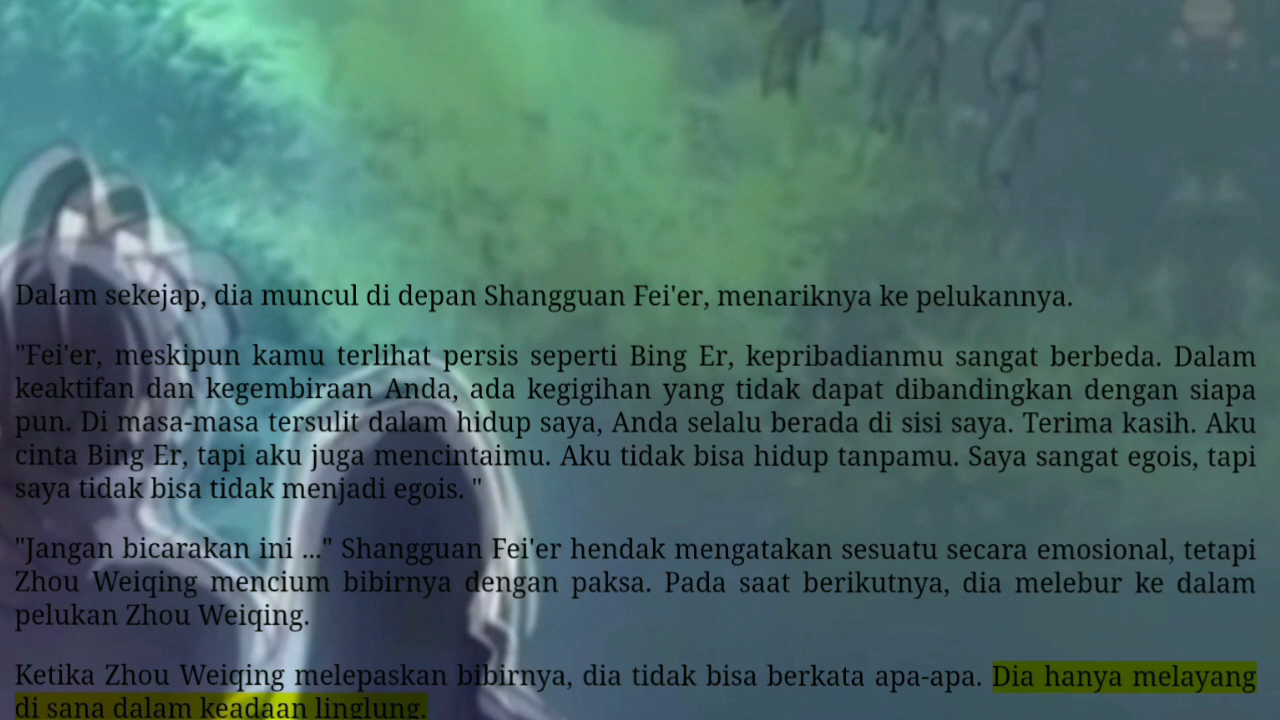 Dalam sekejap, dia muncul di depan Shangguan Fei'er, menariknya ke pelukannya.
"Fei'er, meskipun kamu terlihat persis seperti Bing Er, kepribadianmu sangat berbeda. Dalam
keaktifan dan kegembiraan Anda, ada kegigihan yang tidak dapat dibandingkan dengan siapa
pun. Di masa-masa tersulit dalam hidup saya, Anda selalu berada di sisi saya. Terima kasih. Aku
cinta Bing Er, tapi aku juga mencintaimu. Aku tidak bisa hidup tanpamu. Saya sangat egois, tapi
saya tidak bisa tidak menjadi egois. "
"Jangan bicarakan ini ..." Shangguan Fei'er hendak mengatakan sesuatu secara emosional, tetapi
Zhou Weiqing mencium bibirnya dengan paksa. Pada saat berikutnya, dia melebur ke dalam
pelukan Zhou Weiqing.
Ketika Zhou Weiqing melepaskan bibirnya, dia tidak bisa berkata apa-apa. Dia hanya melayang
di sana dalam keadaan linglung.